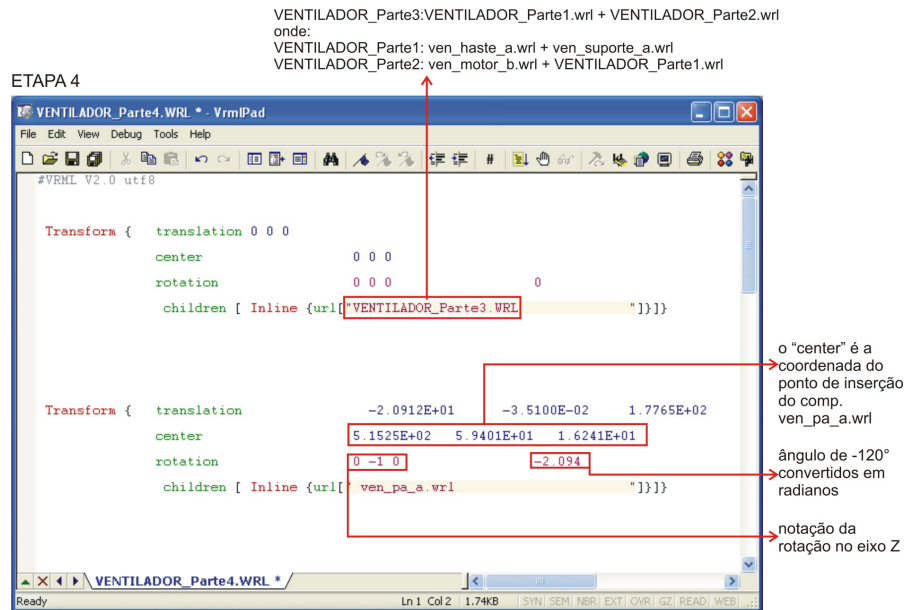 VENTILADOR_Parte3:VENTILADOR_Parte1.wrl + VENTILADOR_Parte2.wrl
onde:
VENTILADOR_Parte1: ven_haste_a.wrl + ven_suporte_a.wrl
VENTILADOR_Parte2: ven_motor_b.wrl + VENTILADOR_Parte1.wrl
ETAPA 4
VENTILADOR_Parte4.WRL * - VrmlPad
File Edit View Debug Tools Help
#VRML V2.0 utf8
Transform { translation 0 0 0
center 0 0 0
rotation 0 0 0 0
children [ Inline {url["VENTILADOR_Parte3.WRL "]}]}
Transform { translation -2.0912E+01 -3.5100E-02 1.7765E+02
center 5.1525E+02 5.9401E+01 1.6241E+01
rotation 0 -1 0 -2.094
children [ Inline {url[" ven_pa_a.wrl "]}]}
o "center" é a
coordenada do
ponto de inserção
do comp.
ven_pa_a.wrl
ângulo de -120°
convertidos em
radianos
notação da
rotação no eixo Z
VENTILADOR_Parte4.WRL *
Ready Ln 1 Col 2 1.74KB SYN SEM NBR EXT OVR GZ READ WEB